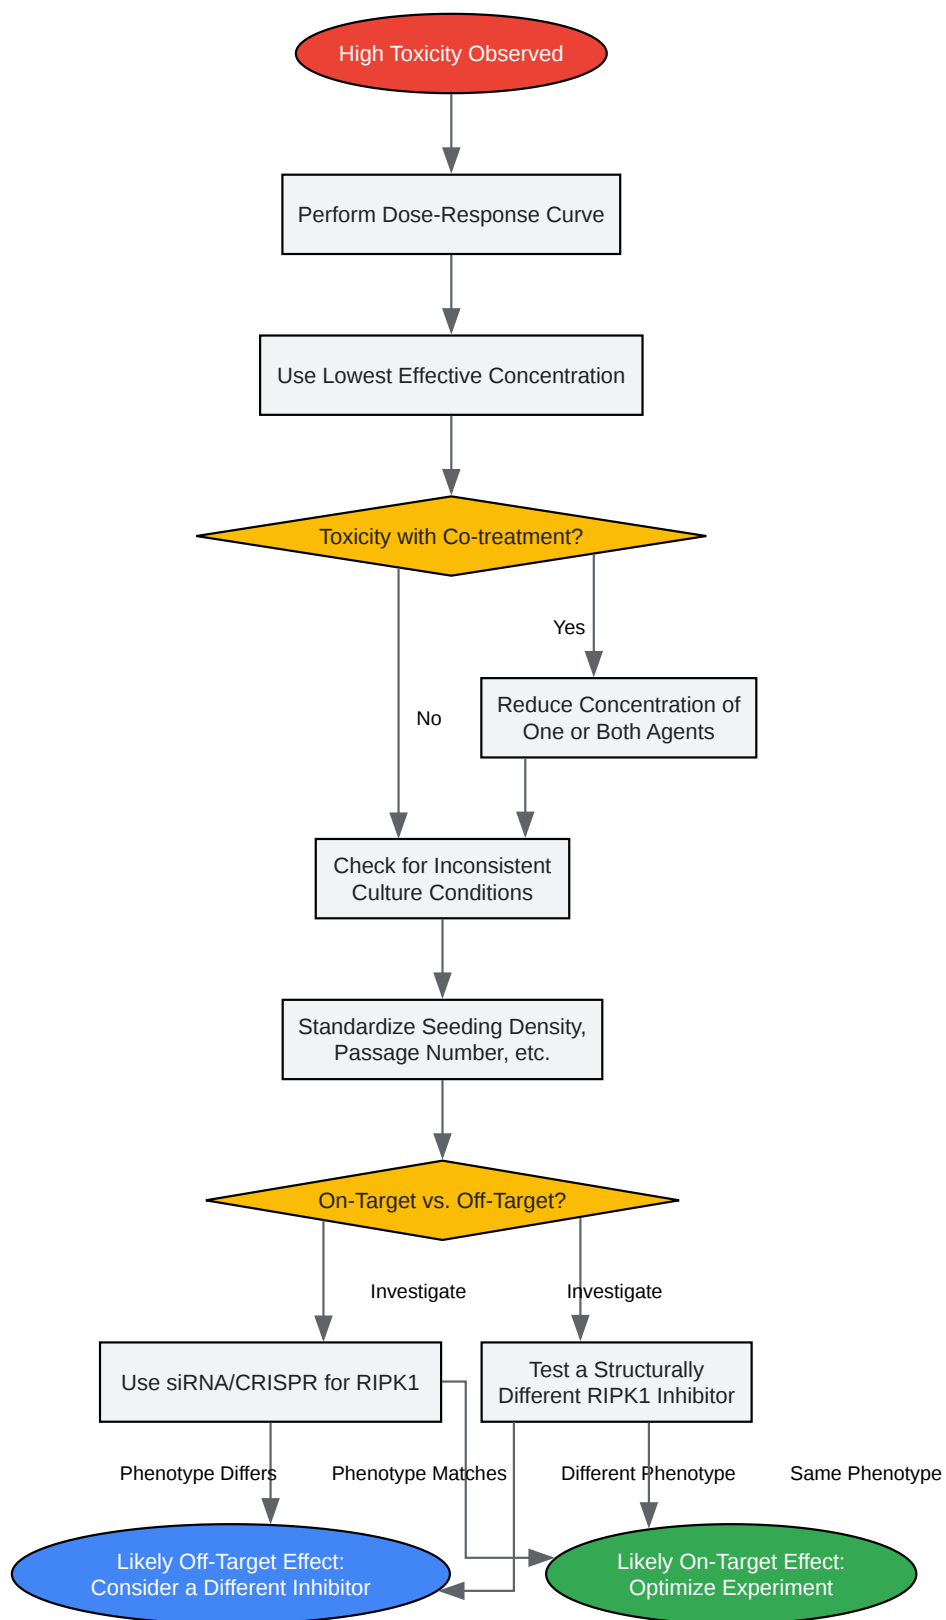 High Toxicity Observed
Perform Dose-Response Curve
Use Lowest Effective Concentration
Toxicity with Co-treatment?
Yes
Reduce Concentration of
One or Both Agents
No
Check for Inconsistent
Culture Conditions
Standardize Seeding Density,
Passage Number, etc.
On-Target vs. Off-Target?
Investigate
Investigate
Use siRNA/CRISPR for RIPK1
Test a Structurally
Different RIPK1 Inhibitor
Phenotype Differs
Phenotype Matches
Different Phenotype
Same Phenotype
Likely Off-Target Effect:
Consider a Different Inhibitor
Likely On-Target Effect:
Optimize Experiment